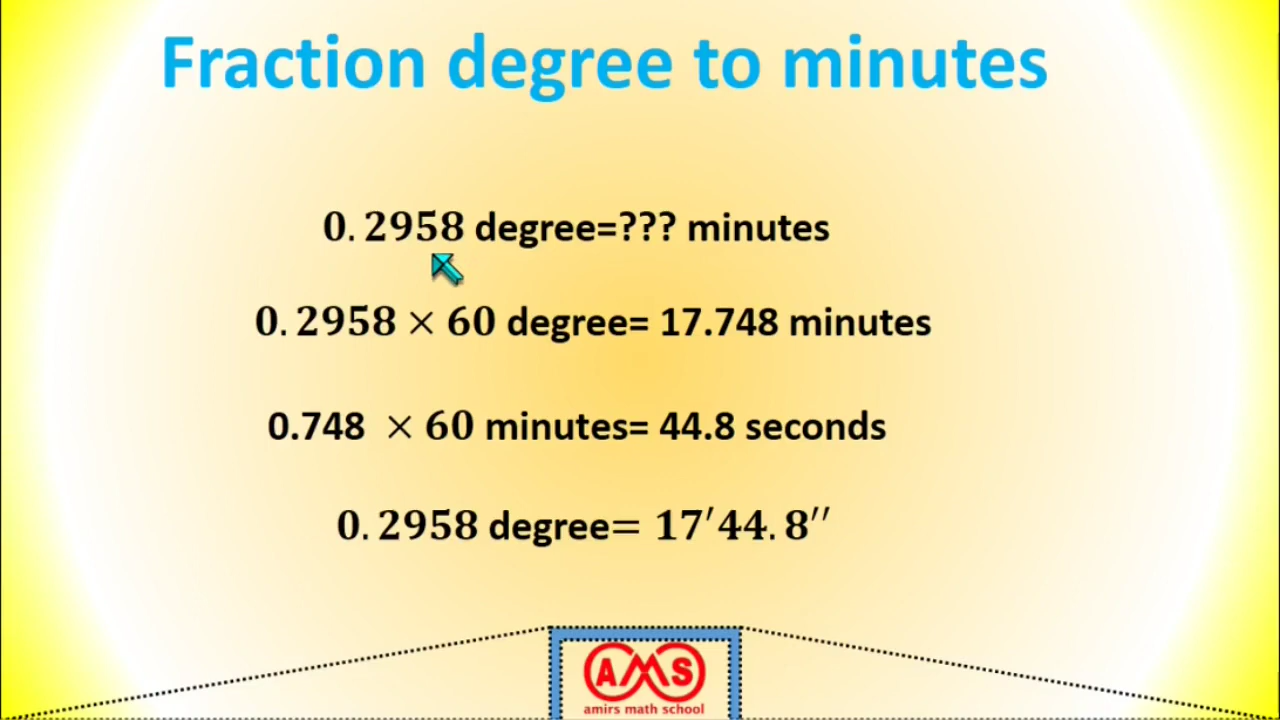 Fraction degree to minutes
0.2958 degree=??? minutes
0.2958 × 60 degree= 17.748 minutes
0.748 × 60 minutes= 44.8 seconds
0.2958 degree= 17′44.8′′
AMS
amirs math school